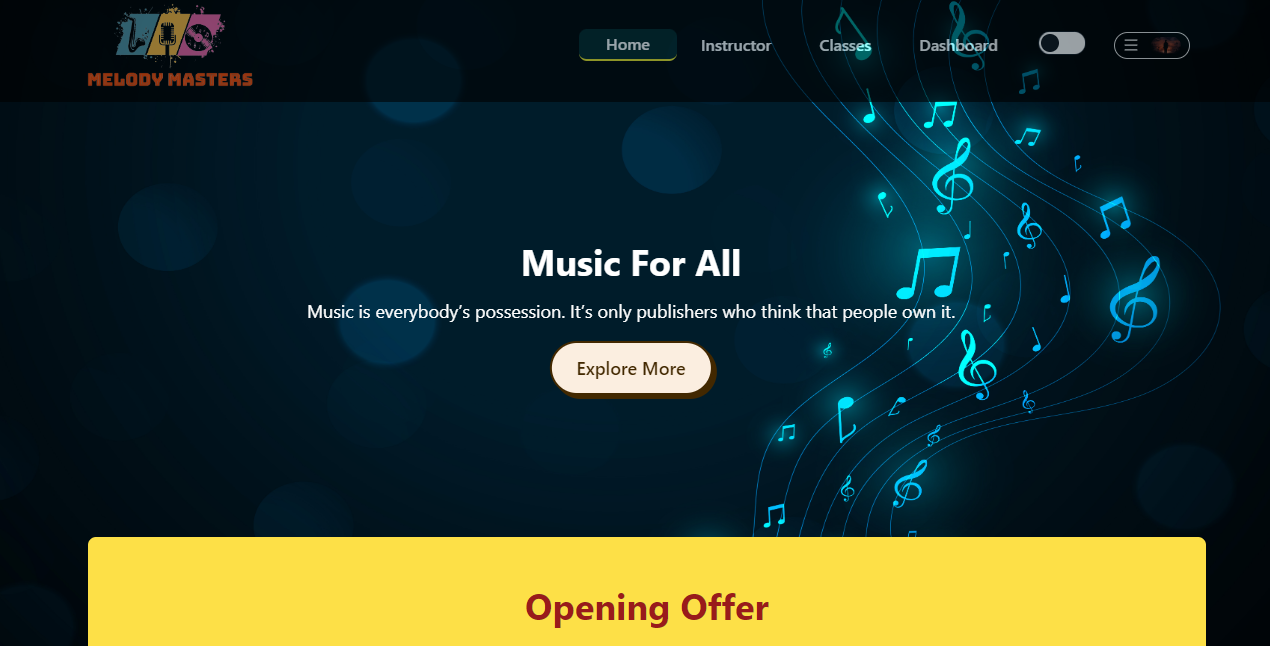 MELODY MASTERS
Home
Instructor
Classes
Dashboard
Music For All
Music is everybody’s possession. It’s only publishers who think that people own it.
Explore More
Opening Offer